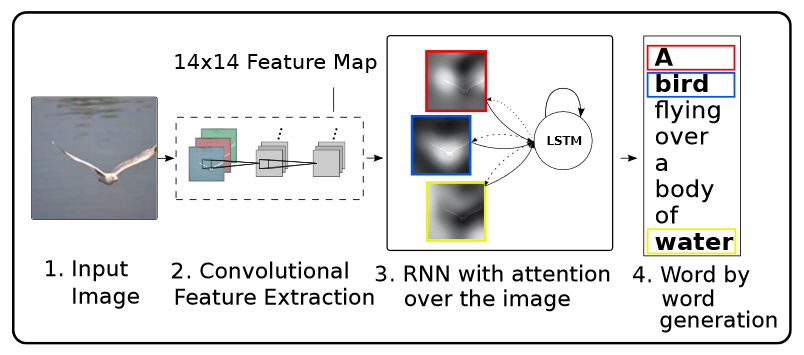 14x14 Feature Map
LSTM
A
bird
flying
over
a
body
of
water
1. Input
Image
2. Convolutional
Feature Extraction
3. RNN with attention
over the image
4. Word by
word
generation